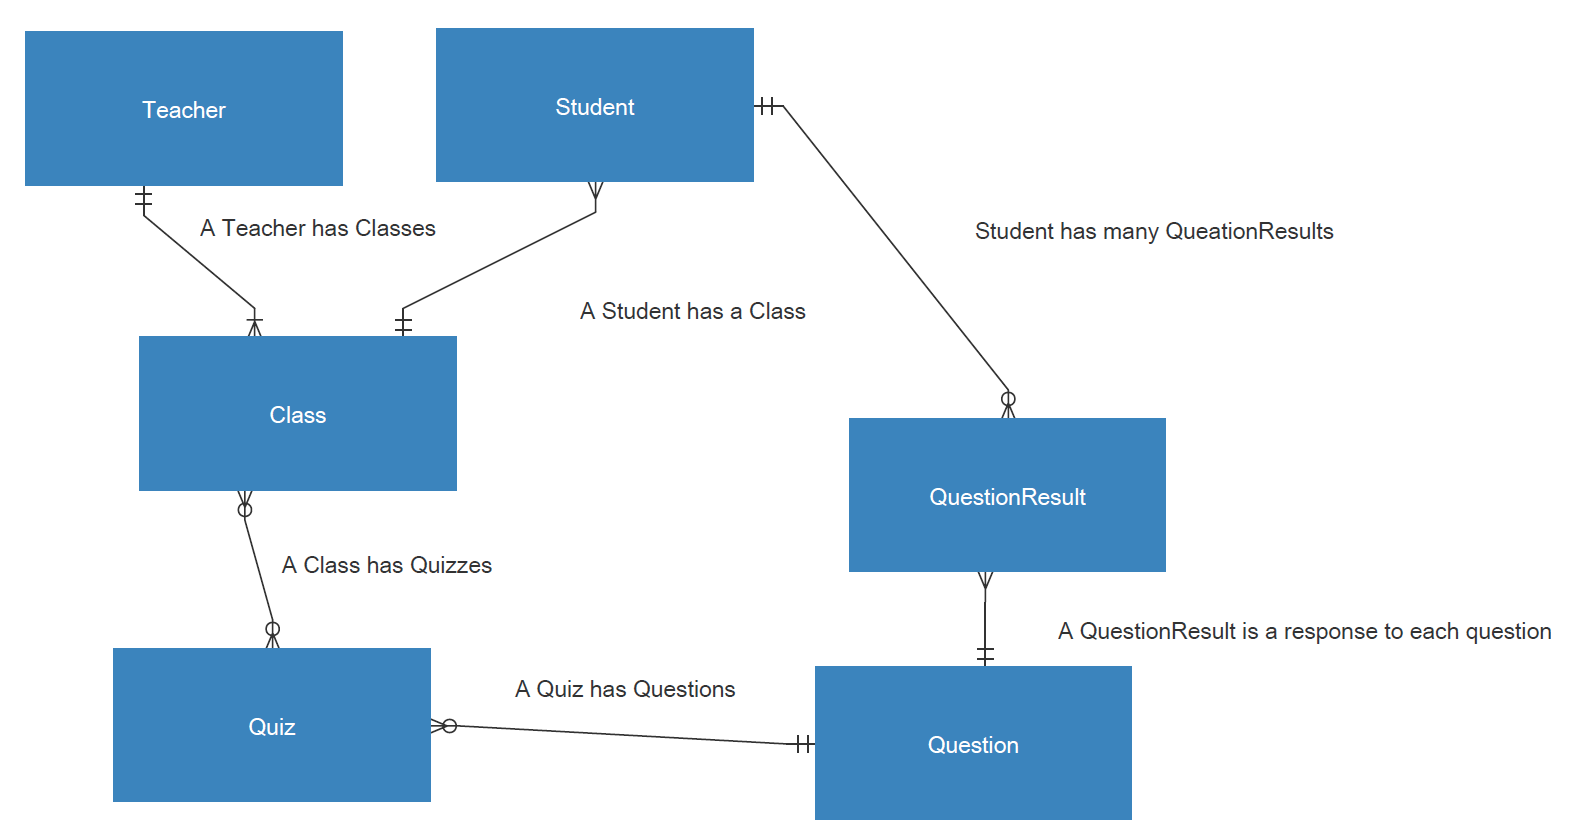 Teacher
Student
A Teacher has Classes
Student has many QueationResults
A Student has a Class
Class
QuestionResult
A Class has Quizzes
A QuestionResult is a response to each question
A Quiz has Questions
Quiz
Question